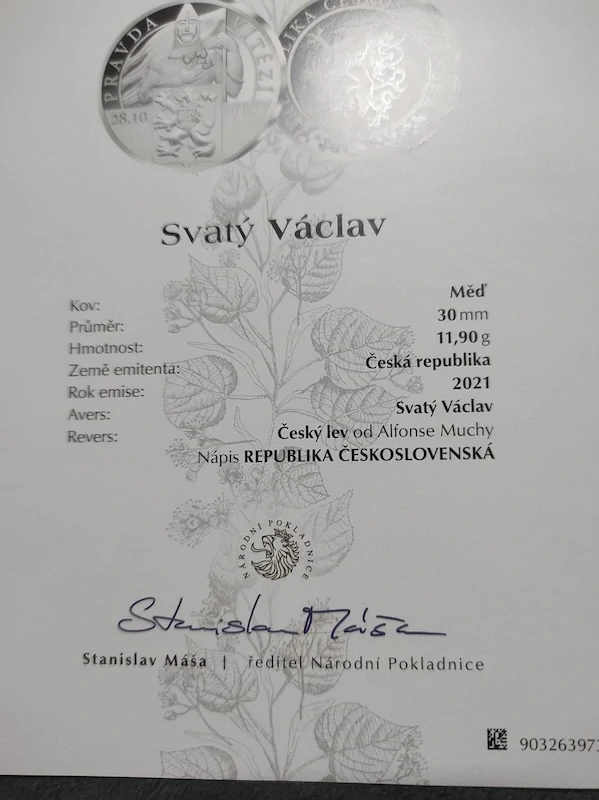 PRAVDA VÍTĚZÍ
28.10.
Svatý Václav
Kov: Měď
Průměr: 30 mm
Hmotnost: 11,90 g
Země emitenta: Česká republika
Rok emise: 2021
Avers: Svatý Václav
Revers: Český lev od Alfonse Muchy
Nápis REPUBLIKA ČESKOSLOVENSKÁ
NÁRODNÍ POKLADNICE
Stanislav Máša
Stanislav Máša | ředitel Národní Pokladnice
90326397